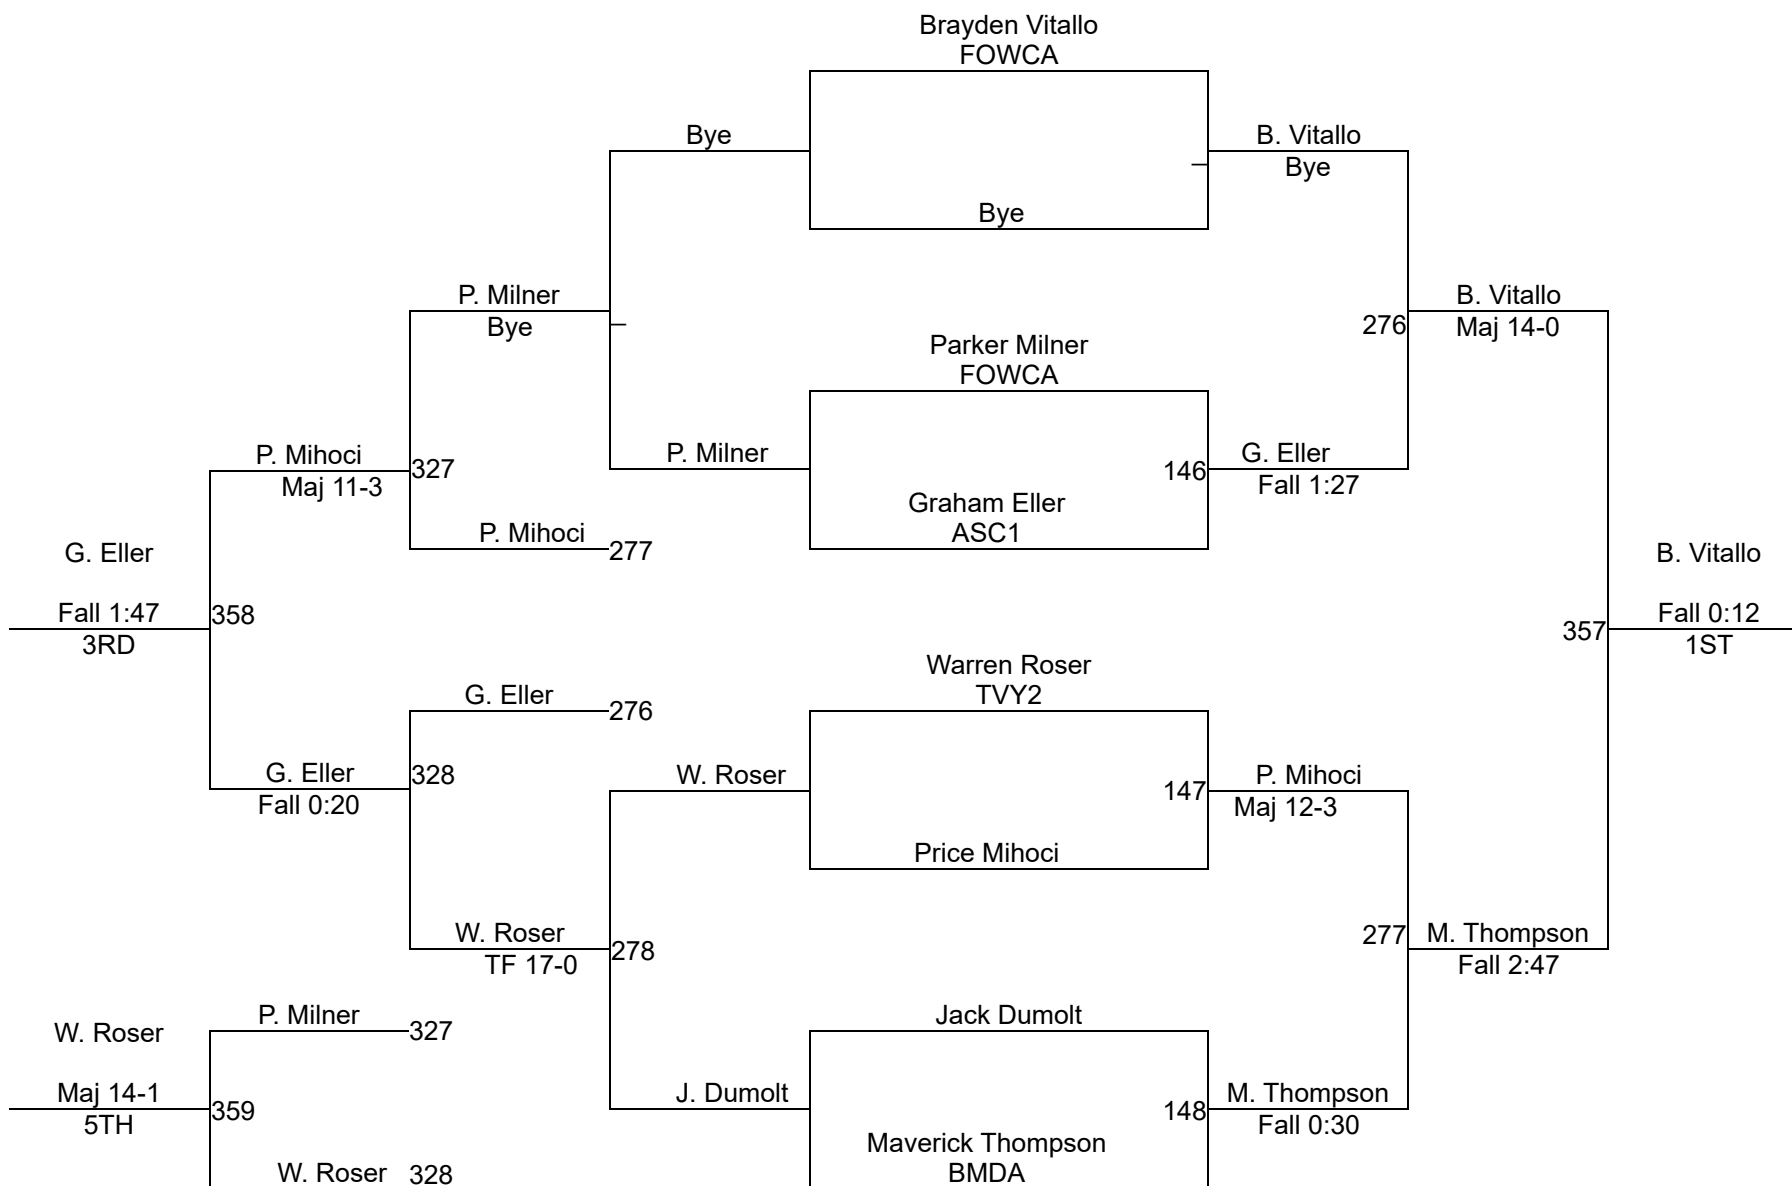 Brayden Vitallo
FOWCA
Bye
B. Vitallo
Bye
Bye
P. Milner
Bye
B. Vitallo
Maj 14-0
276
Parker Milner
FOWCA
P. Mihoci
Maj 11-3
327
P. Milner
146
G. Eller
Fall 1:27
Graham Eller
ASC1
P. Mihoci
277
G. Eller
Fall 1:47
3RD
358
B. Vitallo
Fall 0:12
1ST
357
Warren Roser
TVY2
G. Eller
276
G. Eller
Fall 0:20
328
W. Roser
147
P. Mihoci
Maj 12-3
Price Mihoci
W. Roser
TF 17-0
278
277
M. Thompson
Fall 2:47
P. Milner
327
Jack Dumolt
W. Roser
Maj 14-1
5TH
359
J. Dumolt
148
M. Thompson
Fall 0:30
Maverick Thompson
BMDA
W. Roser
328